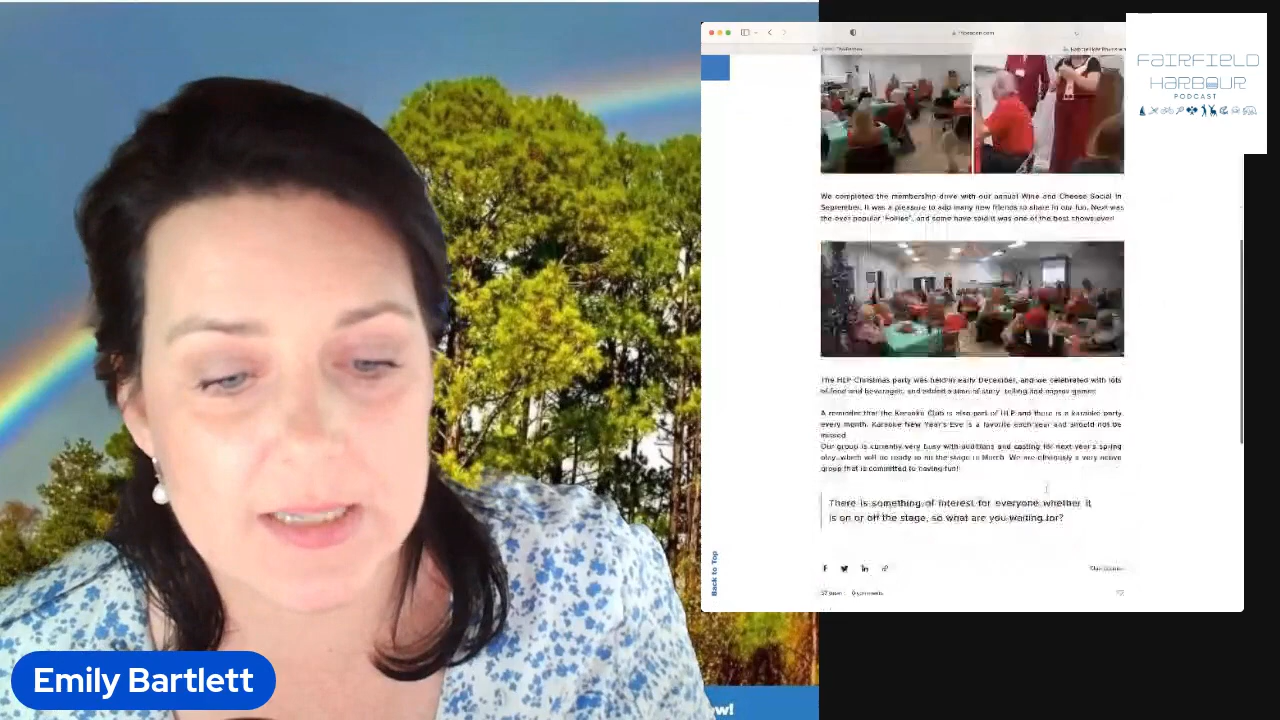 FAIRFIELD
HARBOUR
PODCAST
We completed the membership drive with our annual Wine and Cheese Social in
September. It was a pleasure to add many new friends to share in our fun. Next was
the ever popular "Follies", and some have said it was one of the best shows ever!
The HLP Christmas party was held in early December, and we celebrated with lots
of food and beverages, and added a time of story telling and improv games.
A reminder that the Karaoke Club is also part of HLP and there is a karaoke party
every month. Karaoke New Year's Eve is a favorite each year and should not be
missed.
Our group is currently very busy with auditions and casting for next year's spring
play, which will be ready to on the stage in March. We are obviously a very active
group that is committed to having fun!
There is something of interest for everyone whether it
is on or off the stage, so what are you waiting for?
Back to Top
0 comments
Emily Bartlett
ow!